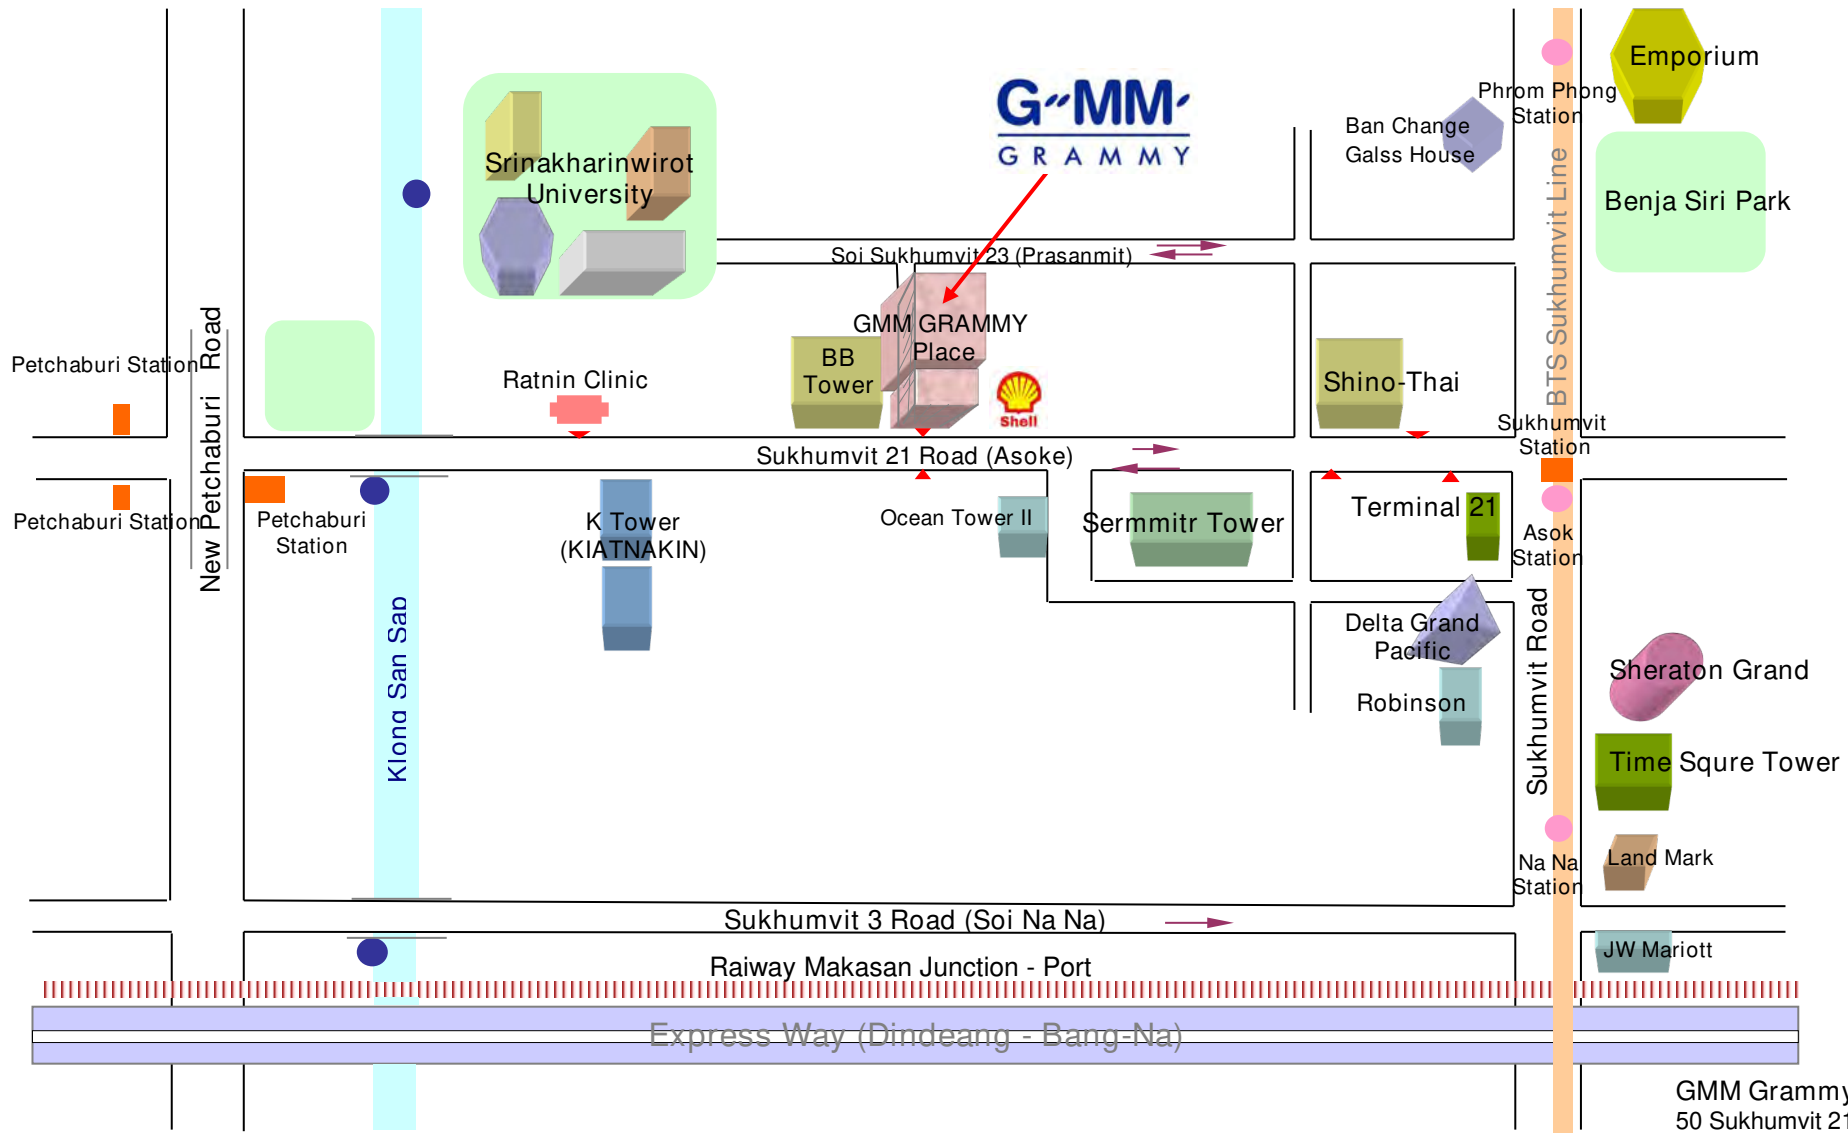 Emporium
Phrom Phong
Station
G-MM-
GRAMMY
Ban Change
Galss House
BTS Sukhumvit Line
Srinakharinwirot
University
Benja Siri Park
Soi Sukhumvit 23 (Prasanmit)
GMM GRAMMY
Place
BB
Tower
Petchaburi Station
New Petchaburi Road
Ratnin Clinic
Shell
Shino-Thai
Sukhumvit
Station
Sukhumvit 21 Road (Asoke)
Petchaburi Station
Petchaburi
Station
K Tower
(KIATNAKIN)
Ocean Tower II
Sermmitr Tower
Terminal 21
Asok
Station
Klong San Sab
Delta Grand
Pacific
Sukhumvit Road
Sheraton Grand
Robinson
Time Squre Tower
Na Na
Station
Land Mark
Sukhumvit 3 Road (Soi Na Na)
JW Mariott
Raiway Makasan Junction - Port
Express Way (Dindeang - Bang-Na)
GMM Grammy
50 Sukhumvit 21